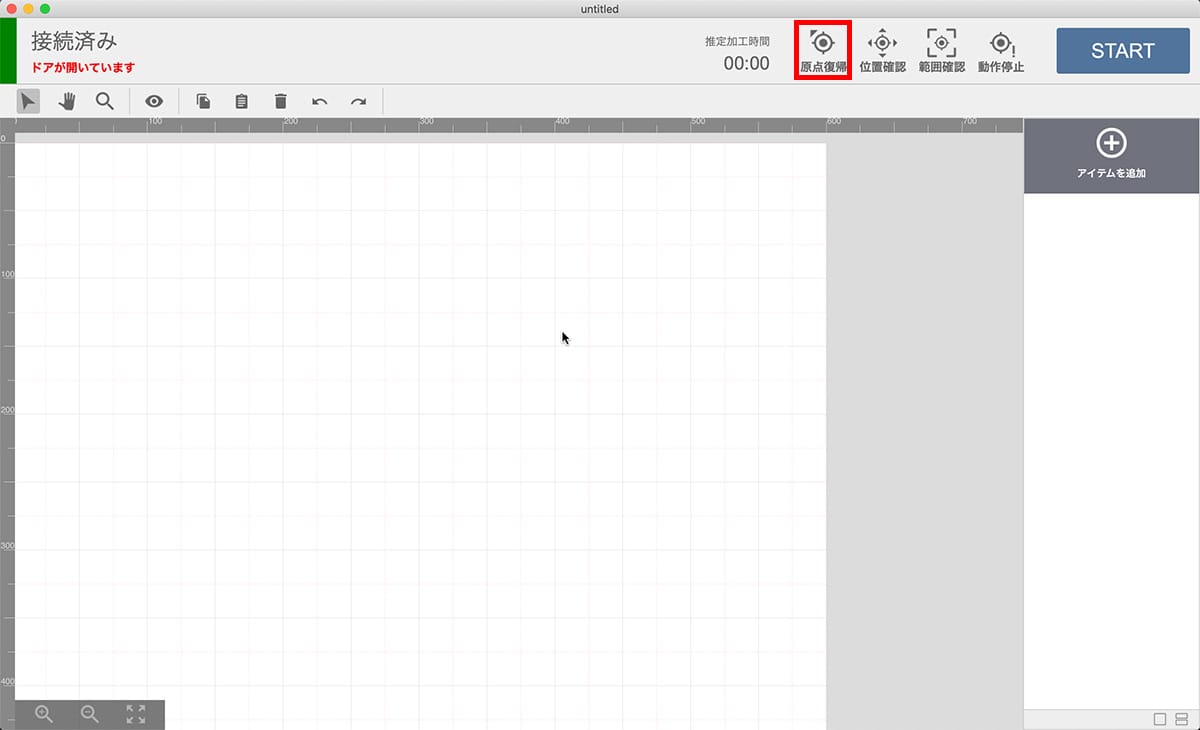 untitled
接続済み
ドアが開いています
推定加工時間
00:00
原点復帰
位置確認
範囲確認
動作停止
START
100
200
300
400
500
600
700
0
100
200
300
400
アイテムを追加